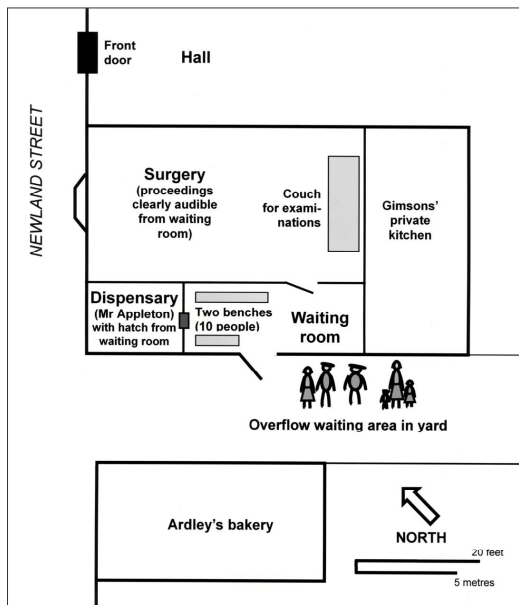 Front
door
Hall
NEWLAND STREET
Surgery
(proceedings
clearly audible
from waiting
room)
Couch
for exami-
nations
Gimsons'
private
kitchen
Dispensary
(Mr Appleton)
with hatch from
waiting room
Two benches
(10 people)
Waiting
room
Overflow waiting area in yard
Ardley's bakery
NORTH
20 feet
5 metres